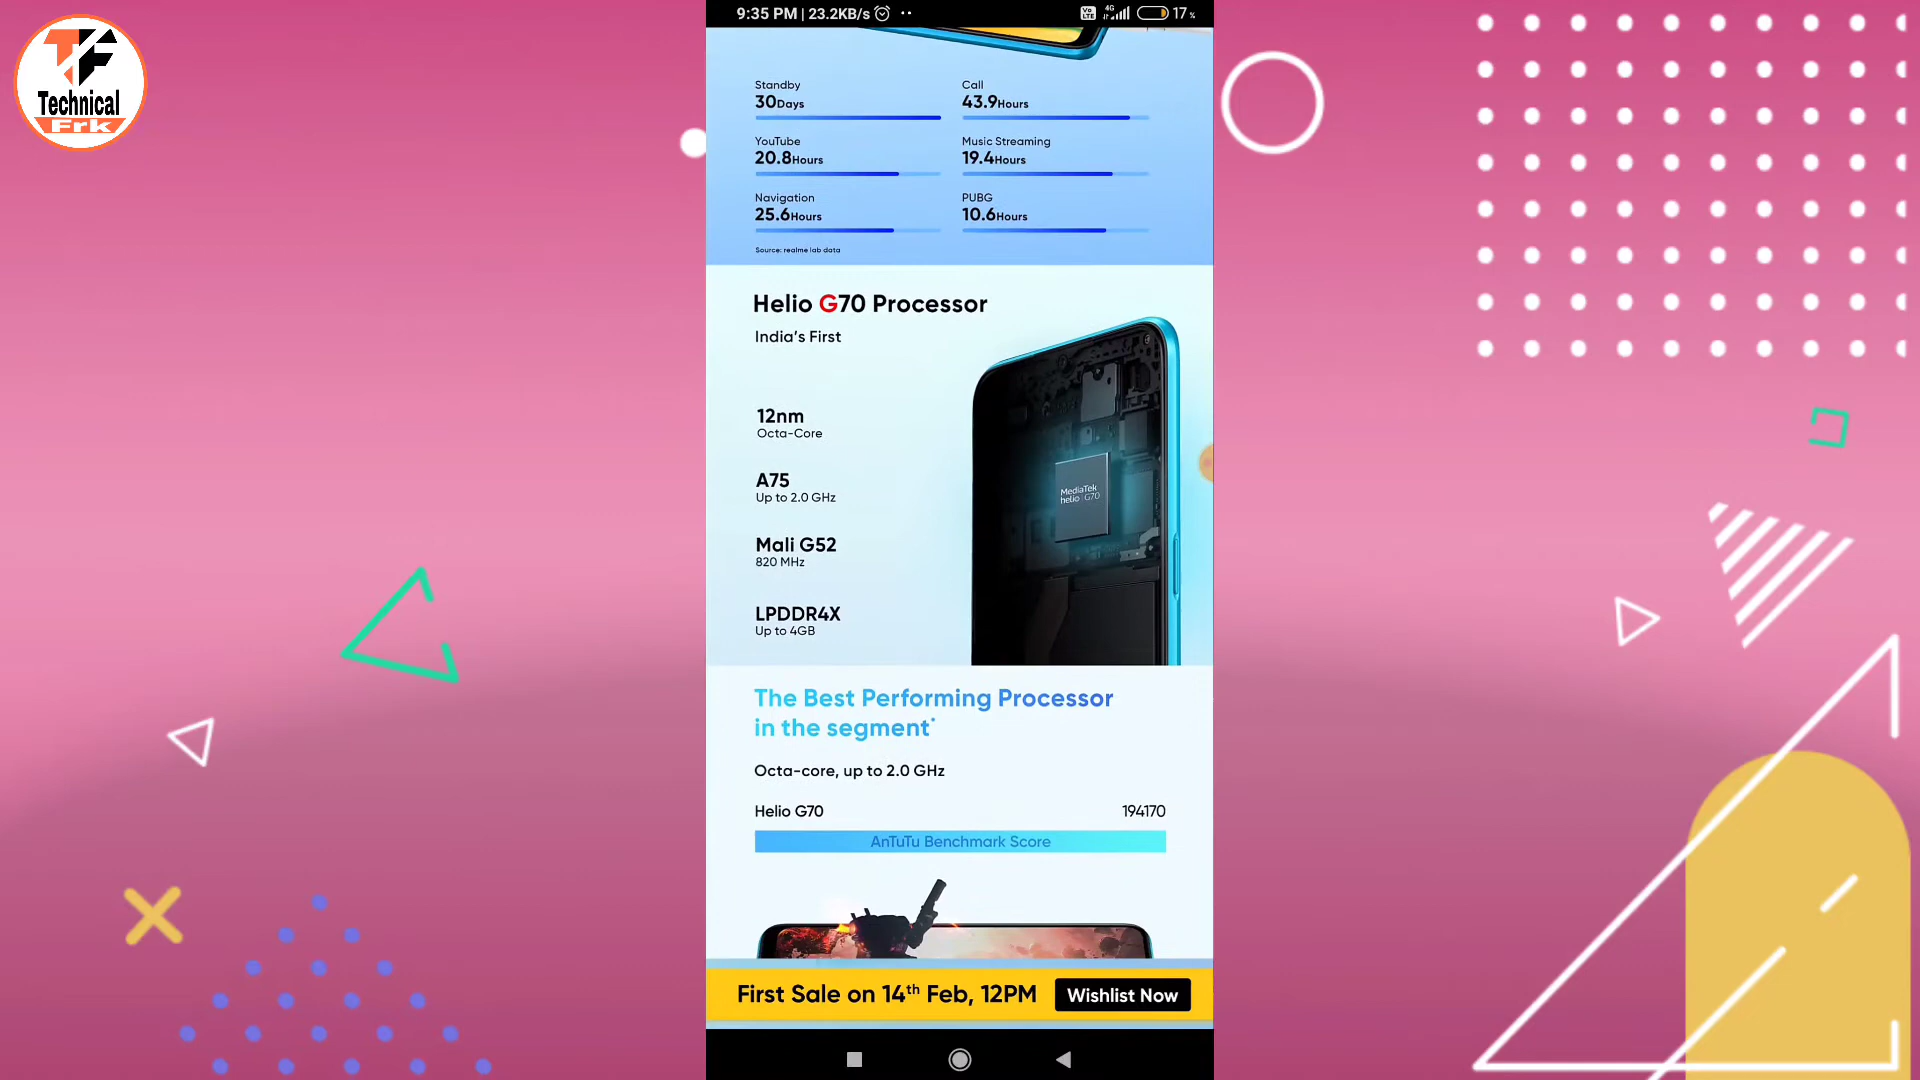 TF
Technical
Frk
9:35 PM | 23.2KB/s
Vo
LTE
4G
17 %
Standby
30Days
Call
43.9Hours
YouTube
20.8Hours
Music Streaming
19.4Hours
Navigation
25.6Hours
PUBG
10.6Hours
Source: realme lab data
Helio G70 Processor
India's First
12nm
Octa-Core
A75
Up to 2.0 GHz
Mali G52
820 MHz
LPDDR4X
Up to 4GB
MediaTek
helio G70
The Best Performing Processor
in the segment*
Octa-core, up to 2.0 GHz
Helio G70 194170
AnTuTu Benchmark Score
First Sale on 14th Feb, 12PM
Wishlist Now